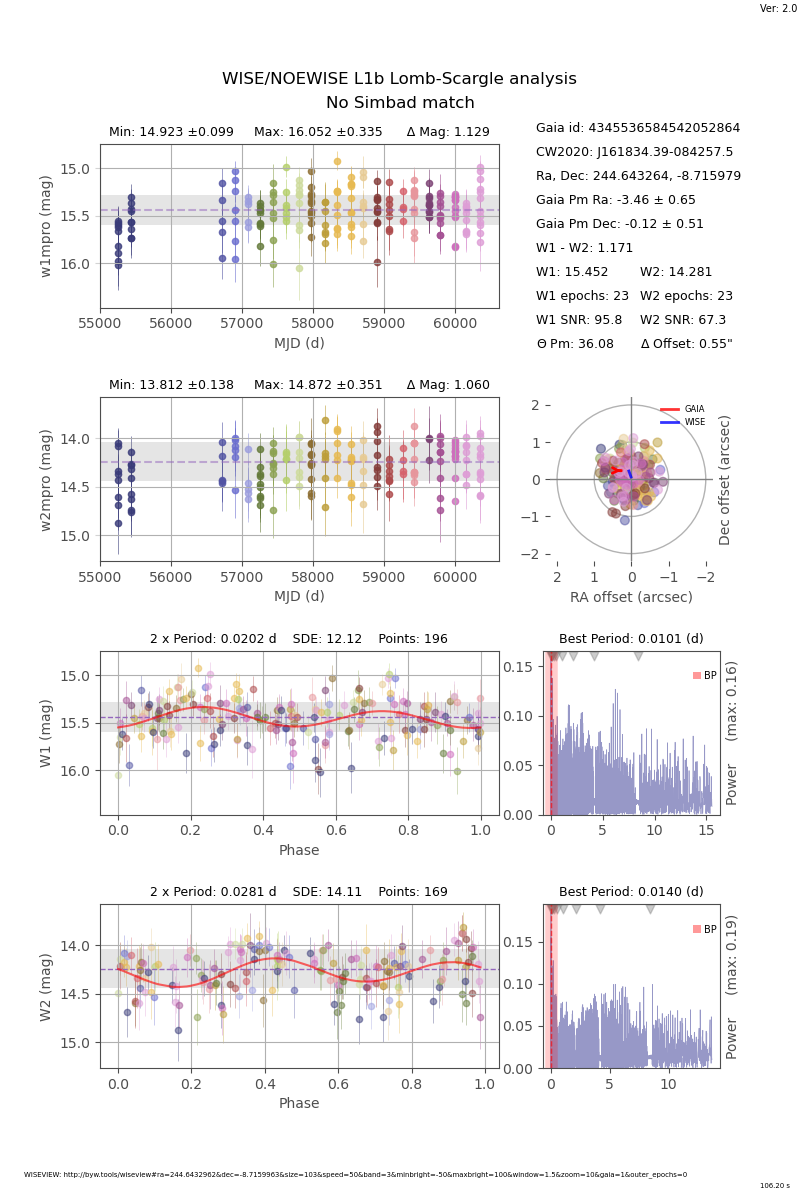 Ver: 2.0
WISE/NOEWISE L1b Lomb-Scargle analysis
No Simbad match
Min: 14.923 ±0.099 Max: 16.052 ±0.335 Δ Mag: 1.129
15.0
15.5
16.0
w1mpro (mag)
55000 56000 57000 58000 59000 60000
MJD (d)
Gaia id: 4345536584542052864
CW2020: J161834.39-084257.5
Ra, Dec: 244.643264, -8.715979
Gaia Pm Ra: -3.46 ± 0.65
Gaia Pm Dec: -0.12 ± 0.51
W1 - W2: 1.171
W1: 15.452 W2: 14.281
W1 epochs: 23 W2 epochs: 23
W1 SNR: 95.8 W2 SNR: 67.3
Θ Pm: 36.08 Δ Offset: 0.55"
Min: 13.812 ±0.138 Max: 14.872 ±0.351 Δ Mag: 1.060
14.0
14.5
15.0
w2mpro (mag)
55000 56000 57000 58000 59000 60000
MJD (d)
GAIA
WISE
2
1
0
−1
−2
Dec offset (arcsec)
2 1 0 −1 −2
RA offset (arcsec)
2 x Period: 0.0202 d SDE: 12.12 Points: 196
15.0
15.5
16.0
W1 (mag)
0.0 0.2 0.4 0.6 0.8 1.0
Phase
Best Period: 0.0101 (d)
BP
0.15
0.10
0.05
0.00
Power (max: 0.16)
0 5 10 15
2 x Period: 0.0281 d SDE: 14.11 Points: 169
14.0
14.5
15.0
W2 (mag)
0.0 0.2 0.4 0.6 0.8 1.0
Phase
Best Period: 0.0140 (d)
BP
0.15
0.10
0.05
0.00
Power (max: 0.19)
0 5 10
WISEVIEW: http://byw.tools/wiseview#ra=244.6432962&dec=-8.7159963&size=103&speed=50&band=3&minbright=-50&maxbright=100&window=1.5&zoom=10&gaia=1&outer_epochs=0
106.20 s